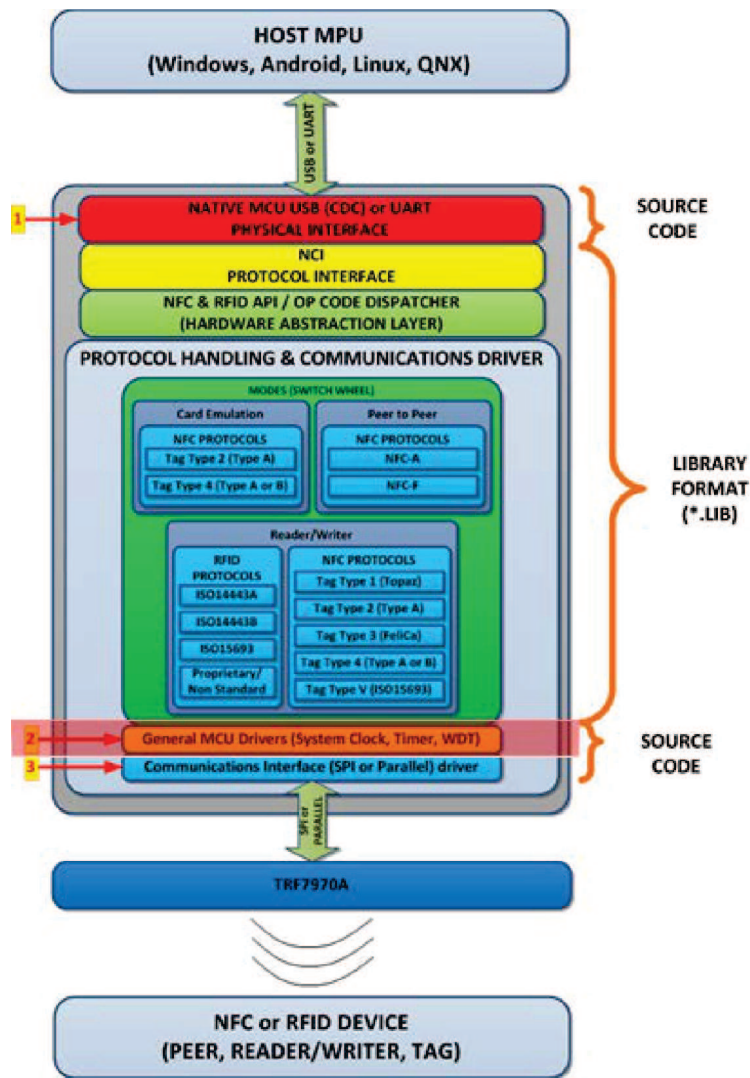 HOST MPU
(Windows, Android, Linux, QNX)
USB or UART
1
NATIVE MCU USB (CDC) or UART
PHYSICAL INTERFACE
SOURCE
CODE
NCI
PROTOCOL INTERFACE
NFC & RFID API / OP CODE DISPATCHER
(HARDWARE ABSTRACTION LAYER)
PROTOCOL HANDLING & COMMUNICATIONS DRIVER
MODES (SWITCH WHEEL)
Card Emulation
NFC PROTOCOLS
Tag Type 2 (Type A)
Tag Type 4 (Type A or B)
Peer to Peer
NFC PROTOCOLS
NFC-A
NFC-F
LIBRARY
FORMAT
(*.LIB)
Reader/Writer
RFID
PROTOCOLS
ISO14443A
ISO14443B
ISO15693
Proprietary/
Non Standard
NFC PROTOCOLS
Tag Type 1 (Topaz)
Tag Type 2 (Type A)
Tag Type 3 (FeliCa)
Tag Type 4 (Type A or B)
Tag Type V (ISO15693)
2
General MCU Drivers (System Clock, Timer, WDT)
3
Communications Interface (SPI or Parallel) driver
SOURCE
CODE
SPI or
PARALLEL
TRF7970A
NFC or RFID DEVICE
(PEER, READER/WRITER, TAG)